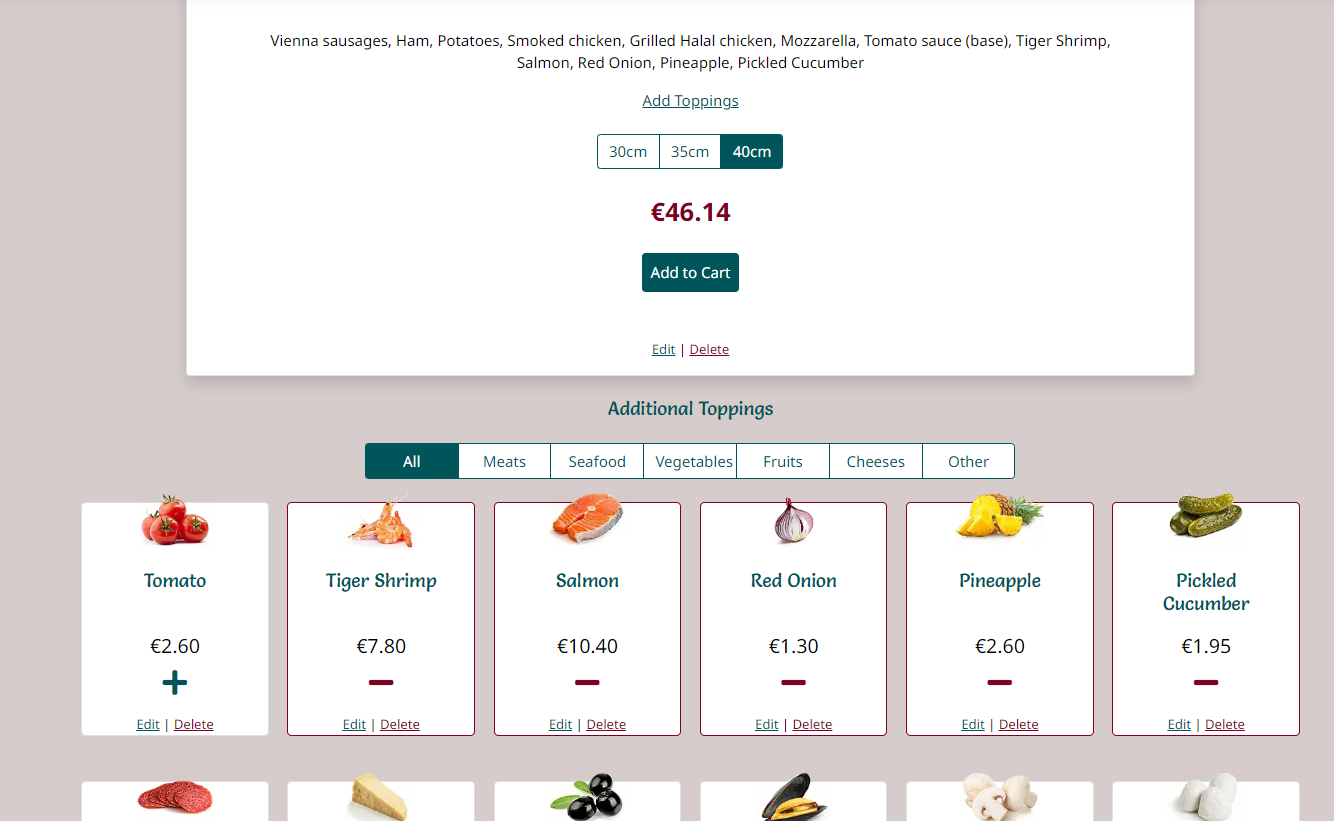 Vienna sausages, Ham, Potatoes, Smoked chicken, Grilled Halal chicken, Mozzarella, Tomato sauce (base), Tiger Shrimp,
Salmon, Red Onion, Pineapple, Pickled Cucumber
Add Toppings
30cm 35cm 40cm
€46.14
Add to Cart
Edit | Delete
Additional Toppings
All Meats Seafood Vegetables Fruits Cheeses Other
Tomato Tiger Shrimp Salmon Red Onion Pineapple Pickled
Cucumber
€2.60 €7.80 €10.40 €1.30 €2.60 €1.95
Edit | Delete Edit | Delete Edit | Delete Edit | Delete Edit | Delete Edit | Delete